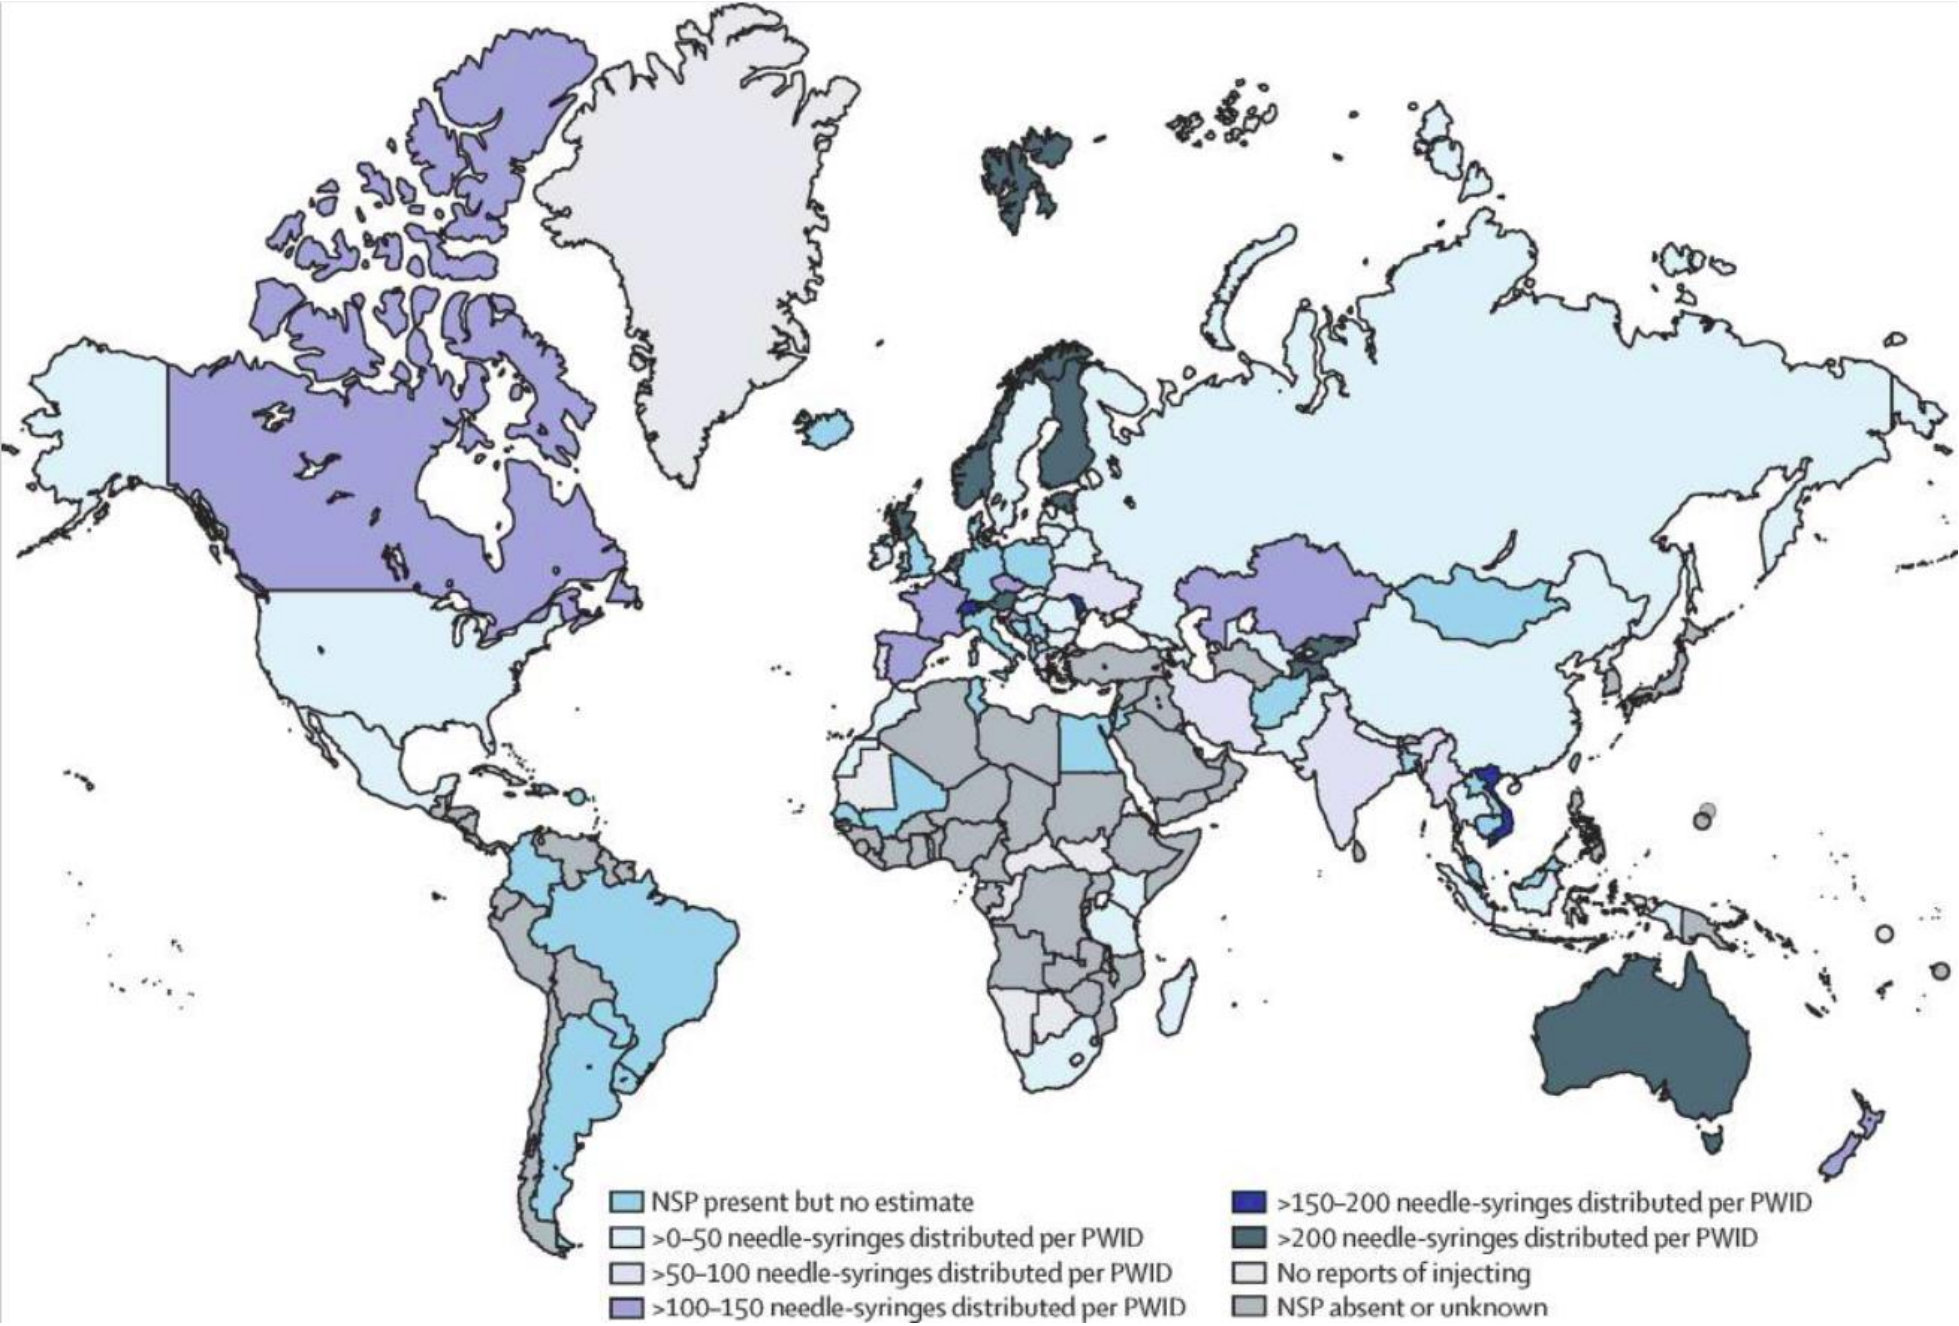 NSP present but no estimate
>0–50 needle-syringes distributed per PWID
>50–100 needle-syringes distributed per PWID
>100–150 needle-syringes distributed per PWID
>150–200 needle-syringes distributed per PWID
>200 needle-syringes distributed per PWID
No reports of injecting
NSP absent or unknown